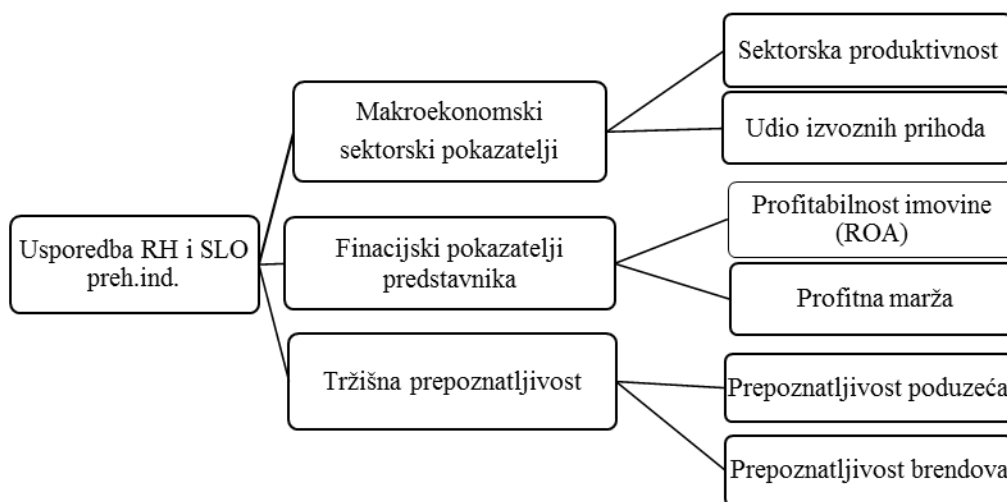 Usporedba RH i SLO
preh.ind.
Makroekonomski
sektorski pokazatelji
Sektorska produktivnost
Udio izvoznih prihoda
Finacijski pokazatelji
predstavnika
Profitabilnost imovine
(ROA)
Profitna marža
Tržišna prepoznatljivost
Prepoznatljivost poduzeća
Prepoznatljivost brendova